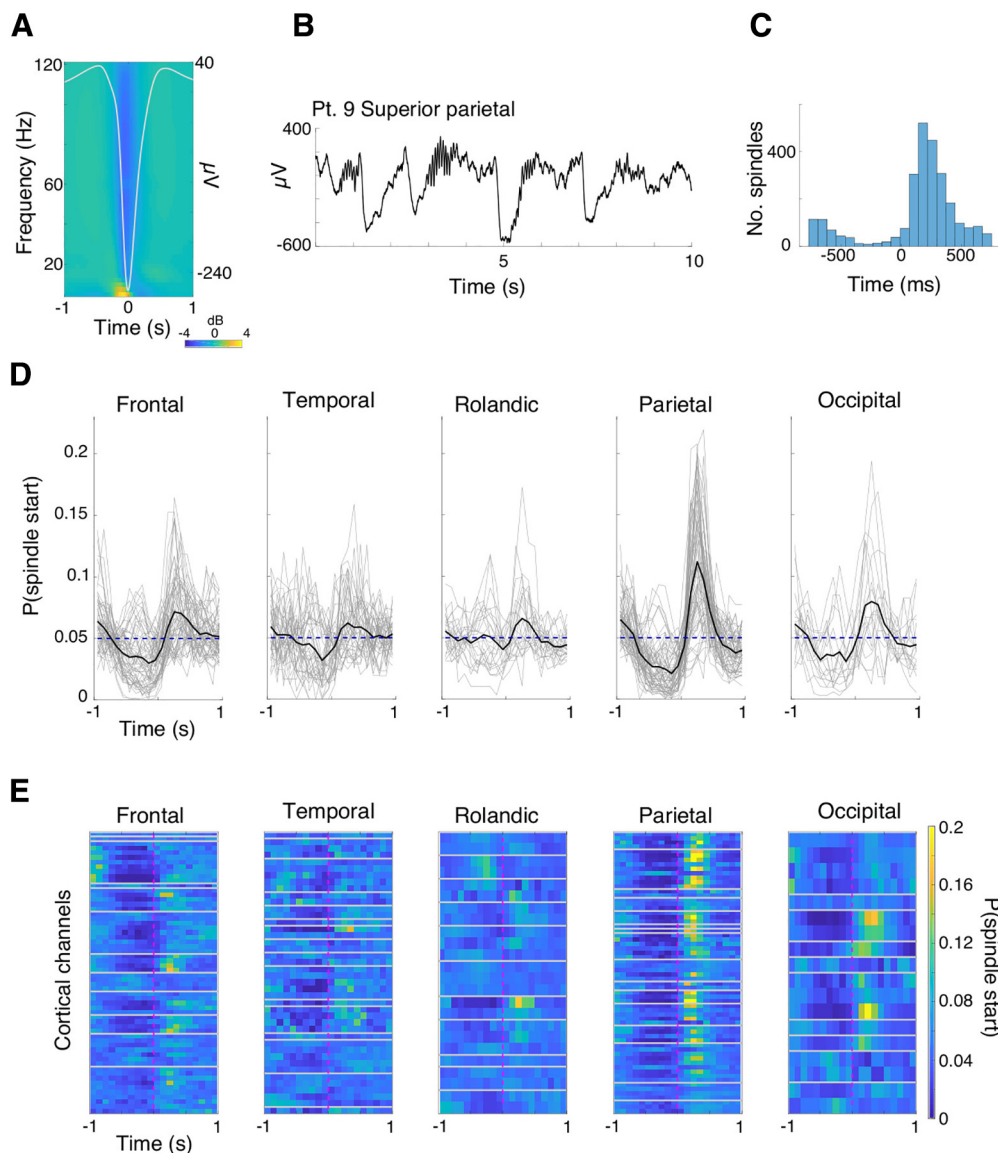 A
120
60
20
Frequency (Hz)
40
µV
-240
-1 0 1
Time (s)
dB
-4 0 4
B
Pt. 9 Superior parietal
400
µV
-600
5 10
Time (s)
C
No. spindles
400
0
-500 0 500
Time (ms)
D
Frontal Temporal Rolandic Parietal Occipital
P(spindle start)
0.2
0.15
0.1
0.05
0
-1 1 -1 1 -1 1 -1 1 -1 1
Time (s)
E
Frontal Temporal Rolandic Parietal Occipital
Cortical channels
0.2
0.16
0.12
0.08
0.04
0
P(spindle start)
-1 1 -1 1 -1 1 -1 1 -1 1
Time (s)